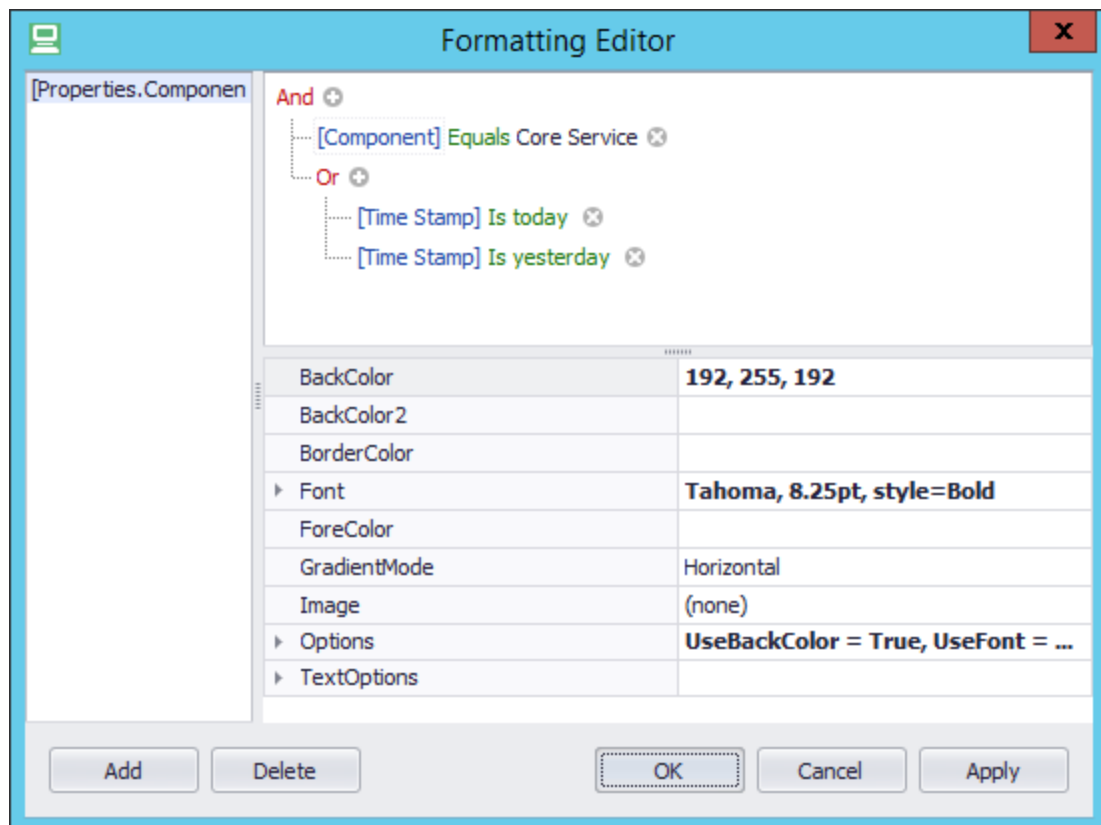 Formatting Editor
x
[Properties.Componen
And
[Component] Equals Core Service
Or
[Time Stamp] Is today
[Time Stamp] Is yesterday
BackColor 192, 255, 192
BackColor2
BorderColor
Font Tahoma, 8.25pt, style=Bold
ForeColor
GradientMode Horizontal
Image (none)
Options UseBackColor = True, UseFont = ...
TextOptions
Add Delete OK Cancel Apply